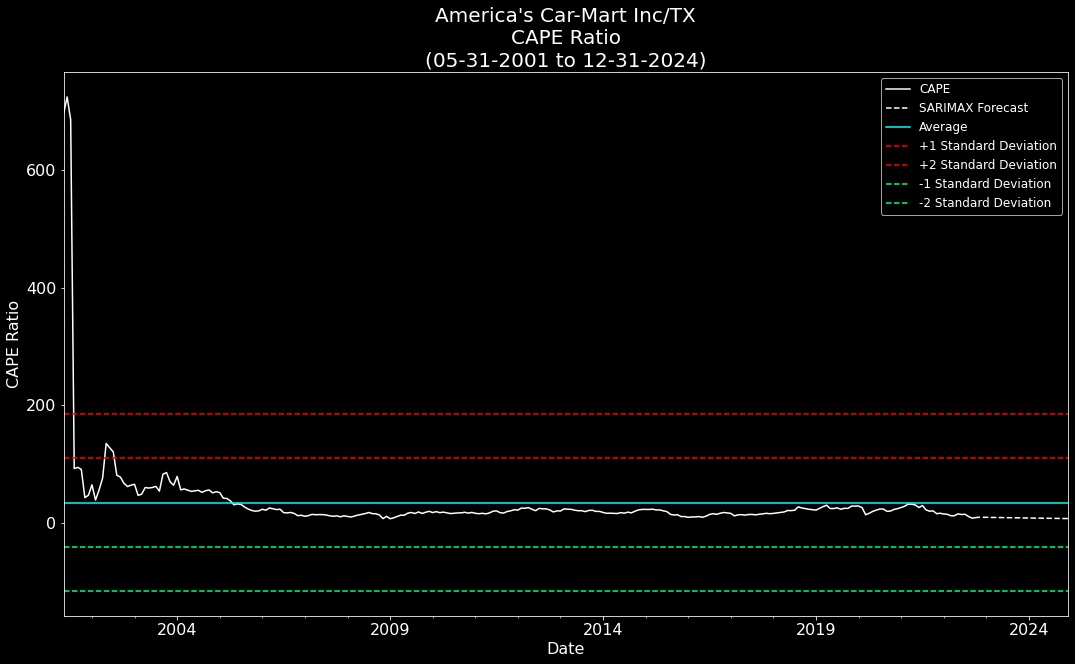 America's Car-Mart Inc/TX
CAPE Ratio
(05-31-2001 to 12-31-2024)
CAPE
SARIMAX Forecast
Average
+1 Standard Deviation
+2 Standard Deviation
-1 Standard Deviation
-2 Standard Deviation
CAPE Ratio
600
400
200
0
2004
2009
2014
2019
2024
Date